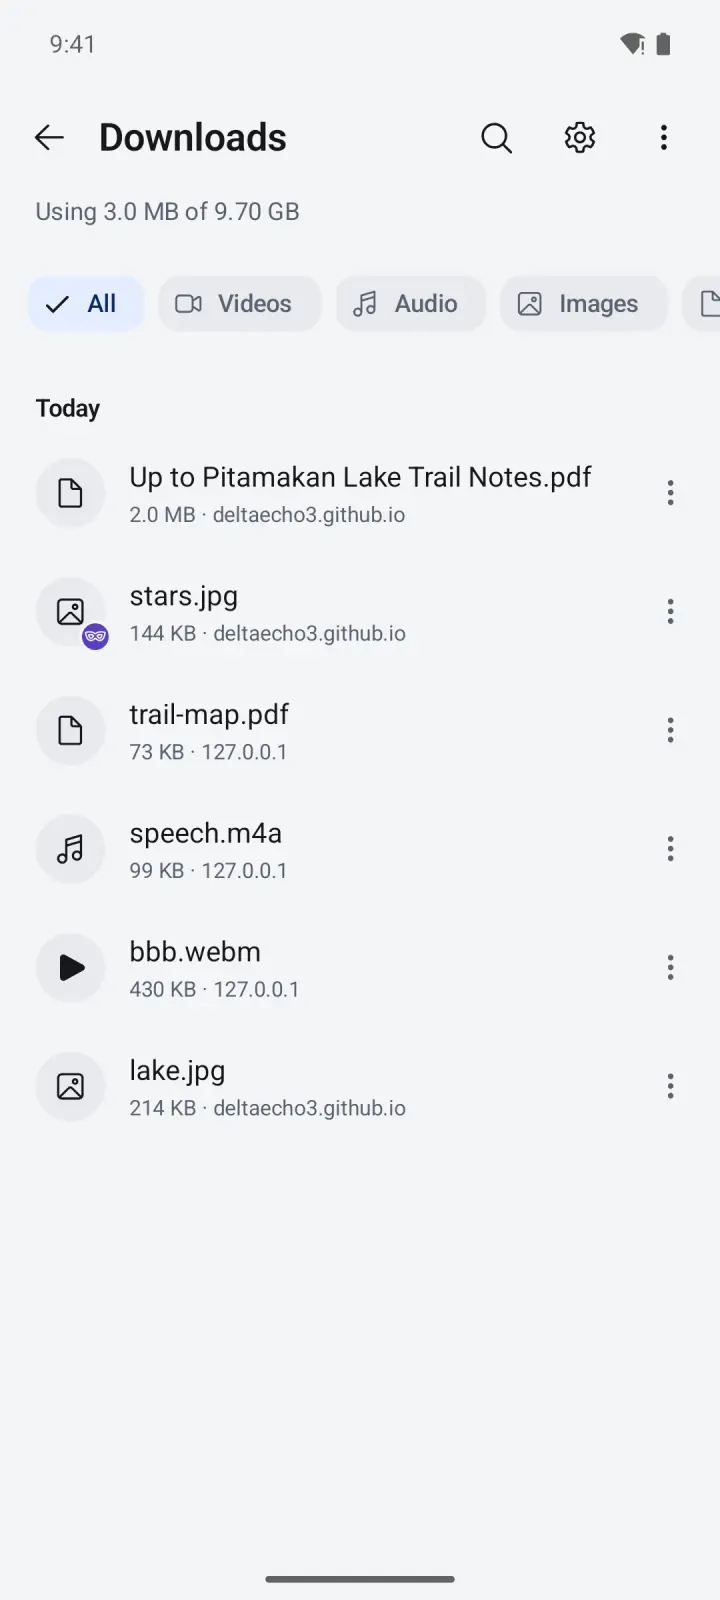 9:41
Downloads
Using 3.0 MB of 9.70 GB
All
Videos
Audio
Images
Today
Up to Pitamakan Lake Trail Notes.pdf
2.0 MB · deltaecho3.github.io
stars.jpg
144 KB · deltaecho3.github.io
trail-map.pdf
73 KB · 127.0.0.1
speech.m4a
99 KB · 127.0.0.1
bbb.webm
430 KB · 127.0.0.1
lake.jpg
214 KB · deltaecho3.github.io